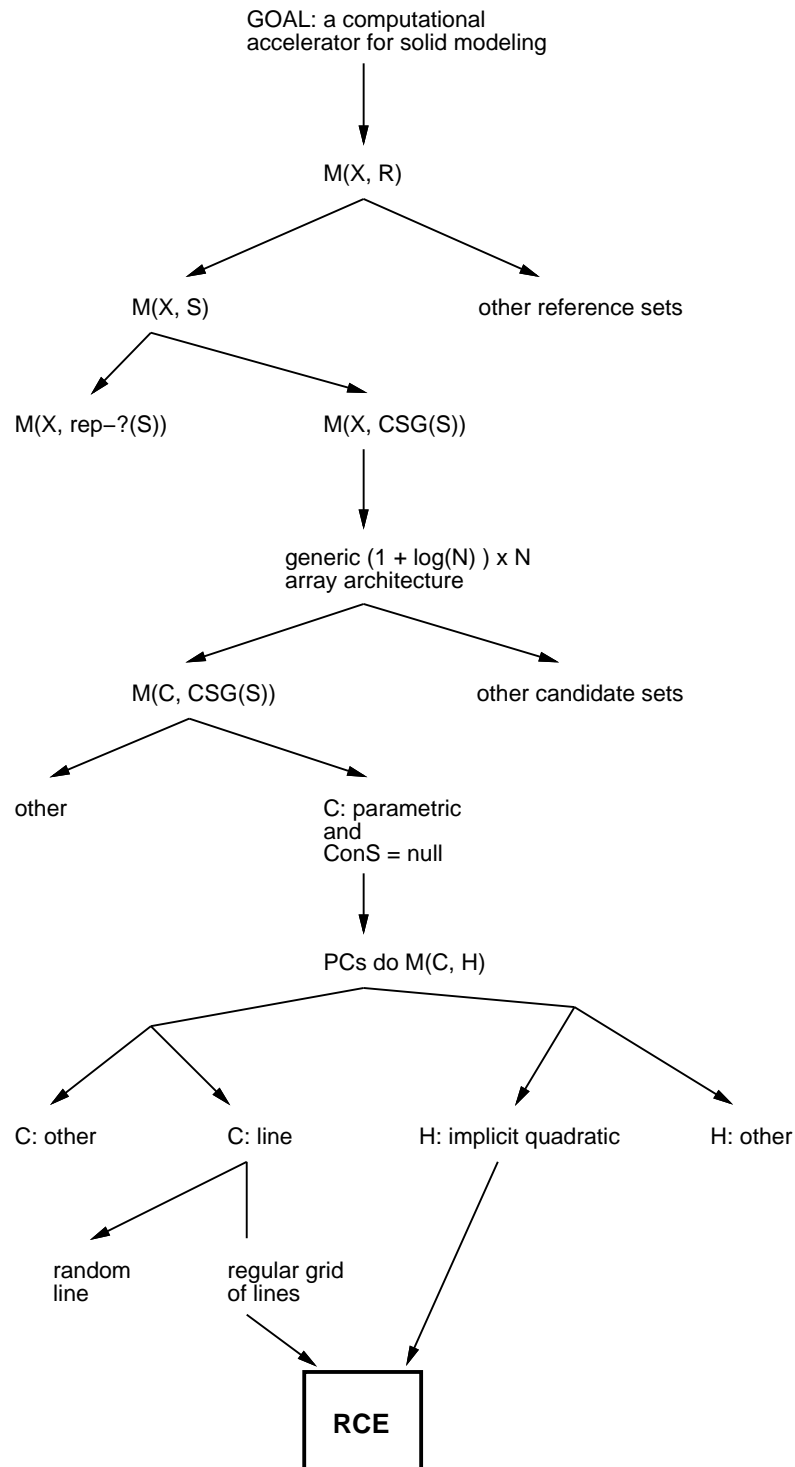 GOAL: a computational
accelerator for solid modeling
M(X, R)
M(X, S)
other reference sets
M(X, rep−?(S))
M(X, CSG(S))
generic (1 + log(N) ) x N
array architecture
M(C, CSG(S))
other candidate sets
other
C: parametric
and
ConS = null
PCs do M(C, H)
C: other
C: line
H: implicit quadratic
H: other
random
line
regular grid
of lines
RCE